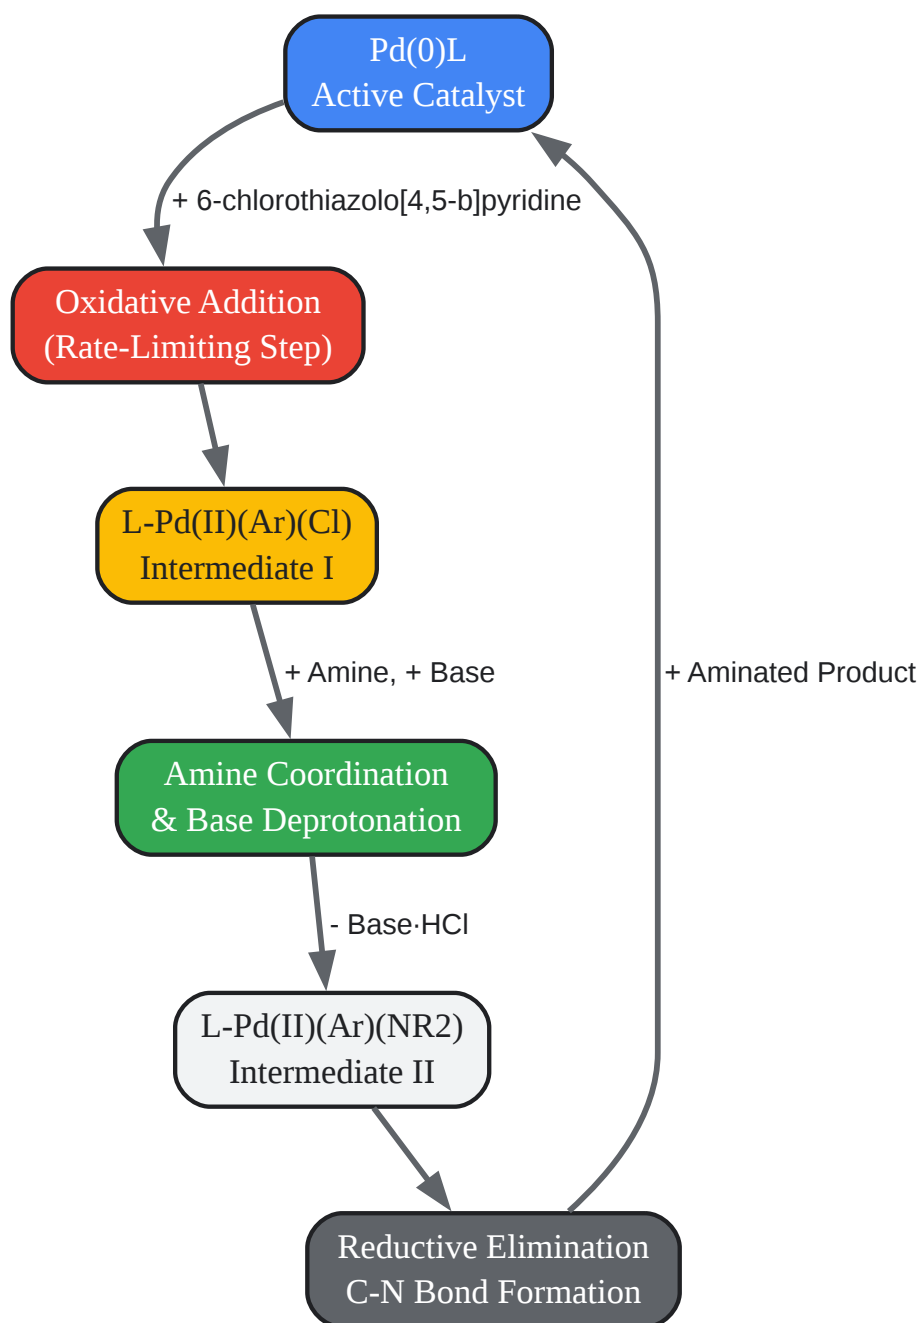 Pd(0)L
Active Catalyst
+ 6-chlorothiazolo[4,5-b]pyridine
Oxidative Addition
(Rate-Limiting Step)
L-Pd(II)(Ar)(Cl)
Intermediate I
+ Amine, + Base
+ Aminated Product
Amine Coordination
& Base Deprotonation
- Base·HCl
L-Pd(II)(Ar)(NR2)
Intermediate II
Reductive Elimination
C-N Bond Formation